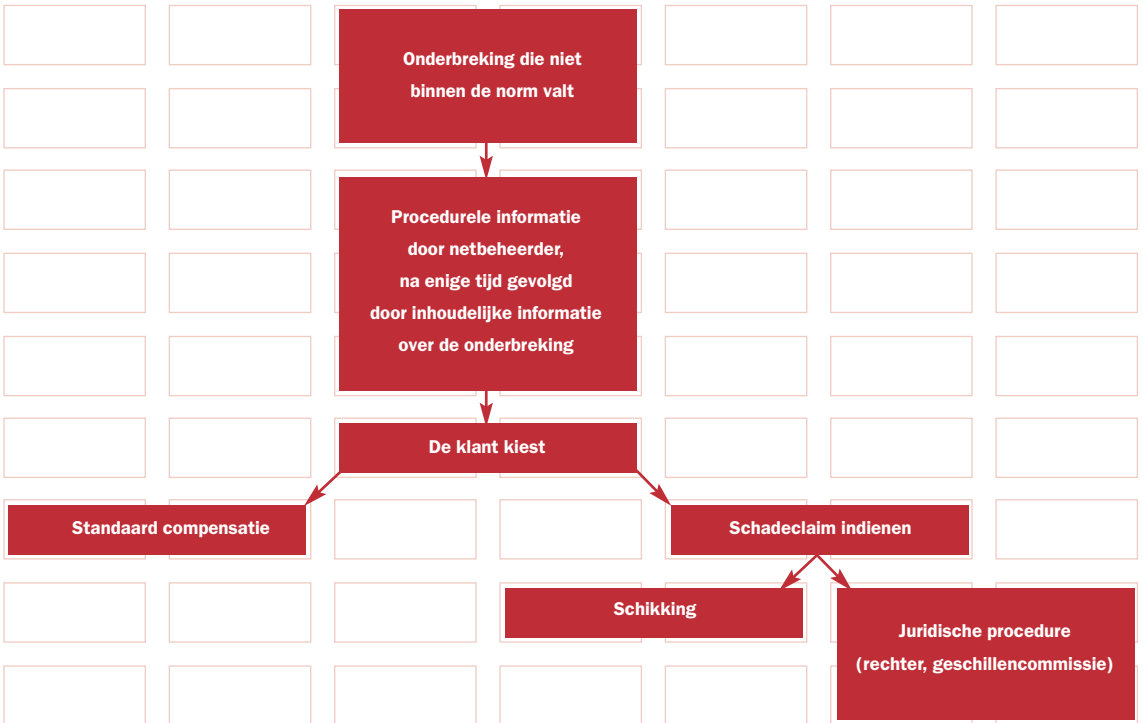 Onderbreking die niet
binnen de norm valt
Procedurele informatie
door netbeheerder,
na enige tijd gevolgd
door inhoudelijke informatie
over de onderbreking
De klant kiest
Standaard compensatie
Schadeclaim indienen
Schikking
Juridische procedure
(rechter, geschillencommissie)